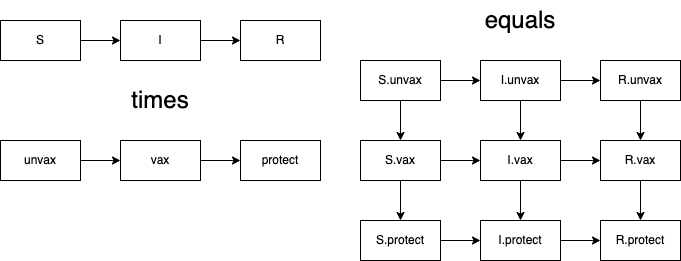 S I R
times
unvax vax protect
equals
S.unvax I.unvax R.unvax
S.vax I.vax R.vax
S.protect I.protect R.protect